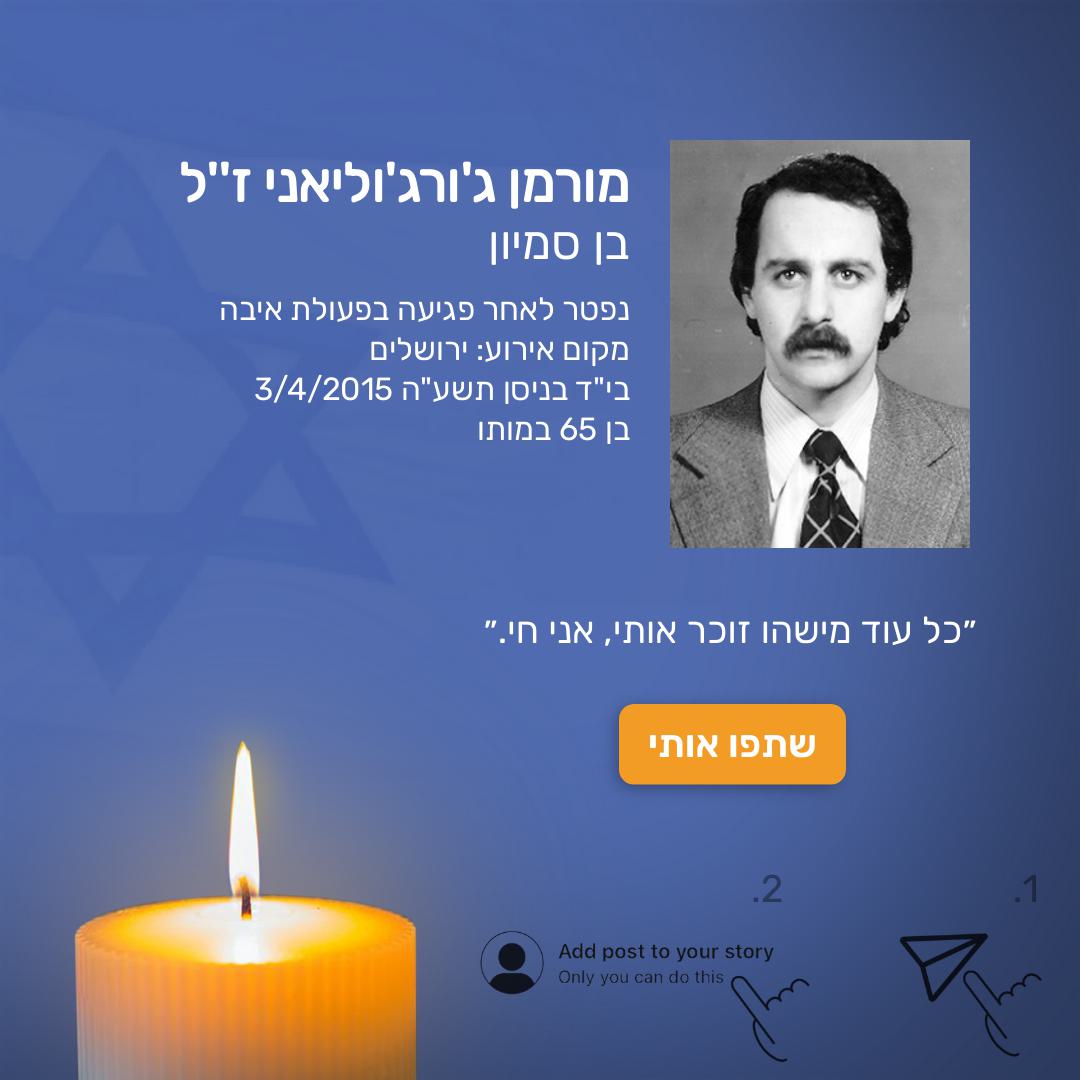 מורמן ג'ורג'וליאני ז"ל
בן סמיון
נפטר לאחר פגיעה בפעולת איבה
מקום אירוע: ירושלים
בי"ד בניסן תשע"ה 3/4/2015
בן 65 במותו
״כל עוד מישהו זוכר אותי, אני חי.״
שתפו אותי
1.
2.
Add post to your story
Only you can do this